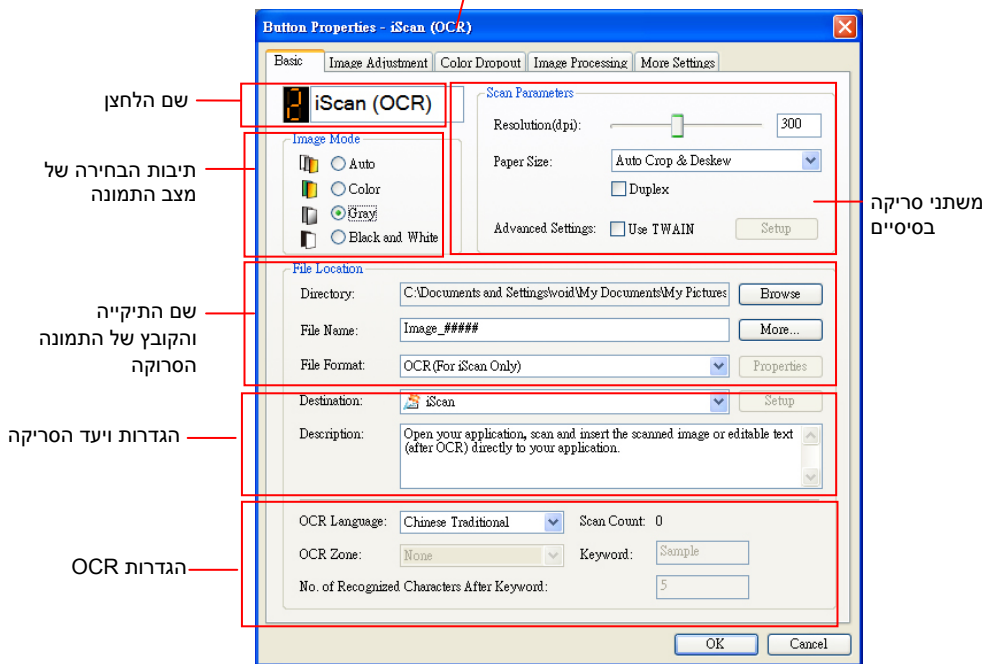 Button Properties - iScan (OCR)
Basic Image Adjustment Color Dropout Image Processing More Settings
שם הלחצן
2 iScan (OCR)
Scan Parameters
Resolution(dpi): 300
Paper Size: Auto Crop & Deskew
Duplex
Advanced Settings: Use TWAIN Setup
משתני סריקה
בסיסיים
Image Mode
Auto
Color
Gray
Black and White
תיבות הבחירה של
מצב התמונה
File Location
Directory: C:\Documents and Settings\void\My Documents\My Pictures Browse
File Name: Image_##### More...
File Format: OCR(For iScan Only) Properties
שם התיקייה
והקובץ של התמונה
הסרוקה
Destination: iScan Setup
Description: Open your application, scan and insert the scanned image or editable text
(after OCR) directly to your application.
הגדרות ויעד הסריקה
OCR Language: Chinese Traditional Scan Count: 0
OCR Zone: None Keyword: Sample
No. of Recognized Characters After Keyword: 5
הגדרות OCR
OK Cancel